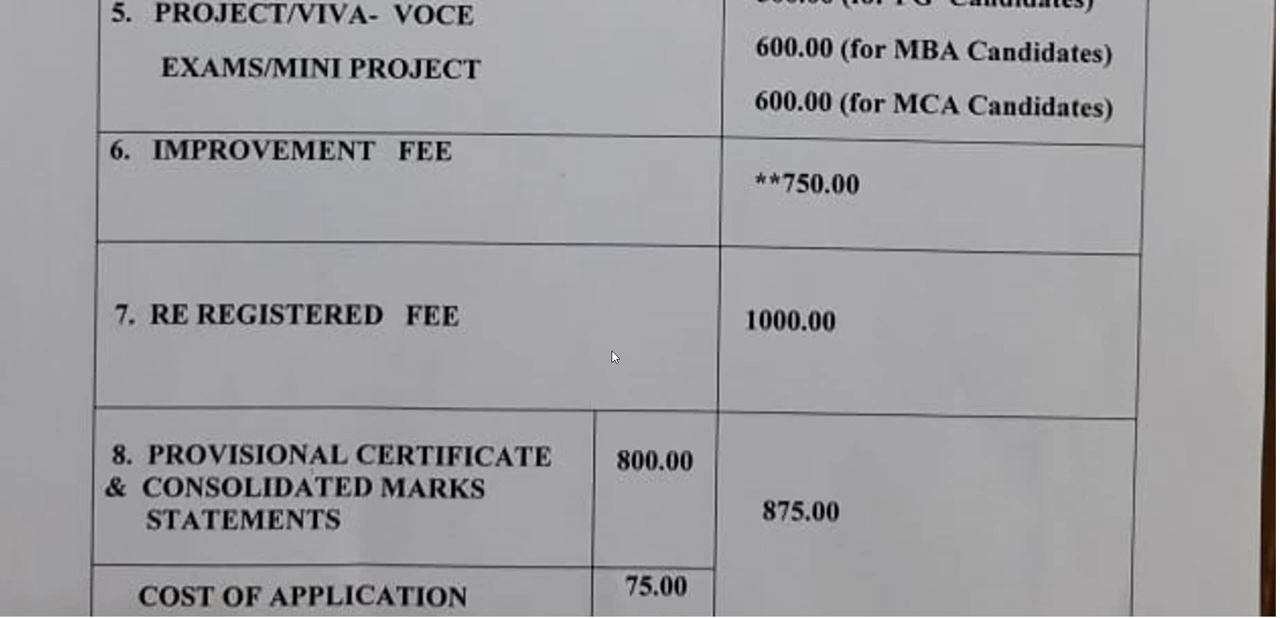 5. PROJECT/VIVA- VOCE
EXAMS/MINI PROJECT
600.00 (for MBA Candidates)
600.00 (for MCA Candidates)
6. IMPROVEMENT FEE
**750.00
7. RE REGISTERED FEE
1000.00
8. PROVISIONAL CERTIFICATE
& CONSOLIDATED MARKS
STATEMENTS
800.00
875.00
COST OF APPLICATION
75.00